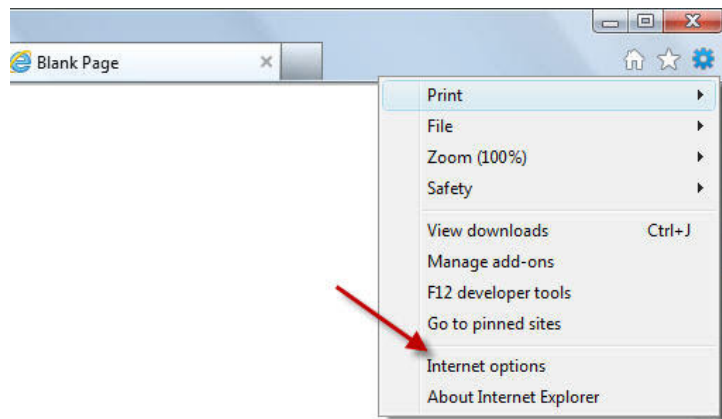 Blank Page
Print
File
Zoom (100%)
Safety
View downloads Ctrl+J
Manage add-ons
F12 developer tools
Go to pinned sites
Internet options
About Internet Explorer